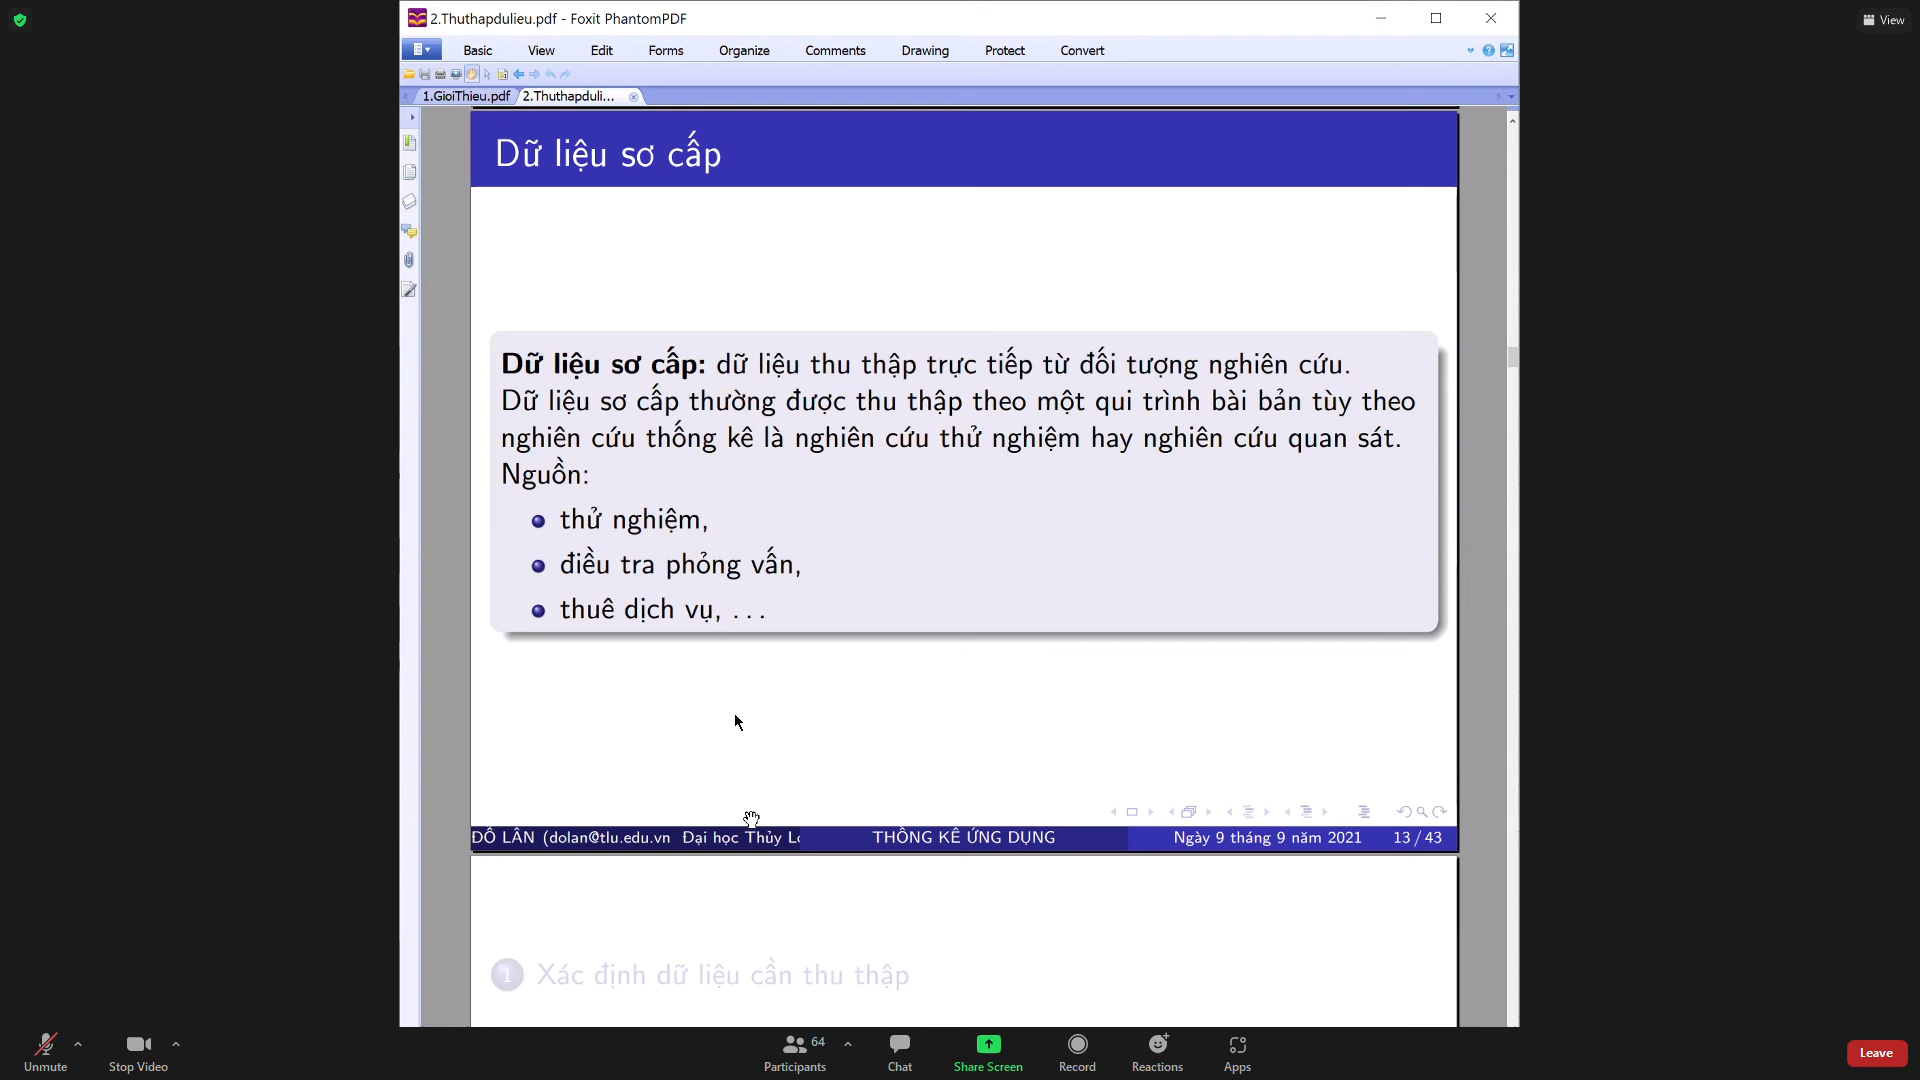 2.Thuthapdulieu.pdf - Foxit PhantomPDF
View
Basic View Edit Forms Organize Comments Drawing Protect Convert
1.GioiThieu.pdf 2.Thuthapduli...
Dữ liệu sơ cấp
Dữ liệu sơ cấp: dữ liệu thu thập trực tiếp từ đối tượng nghiên cứu.
Dữ liệu sơ cấp thường được thu thập theo một qui trình bài bản tùy theo
nghiên cứu thống kê là nghiên cứu thử nghiệm hay nghiên cứu quan sát.
Nguồn:
thử nghiệm,
điều tra phỏng vấn,
thuê dịch vụ, ...
ĐỖ LÂN (dolan@tlu.edu.vn Đại học Thủy Lợ THỐNG KÊ ỨNG DỤNG Ngày 9 tháng 9 năm 2021 13 / 43
1 Xác định dữ liệu cần thu thập
Unmute Stop Video 64 Participants Chat Share Screen Record Reactions Apps Leave